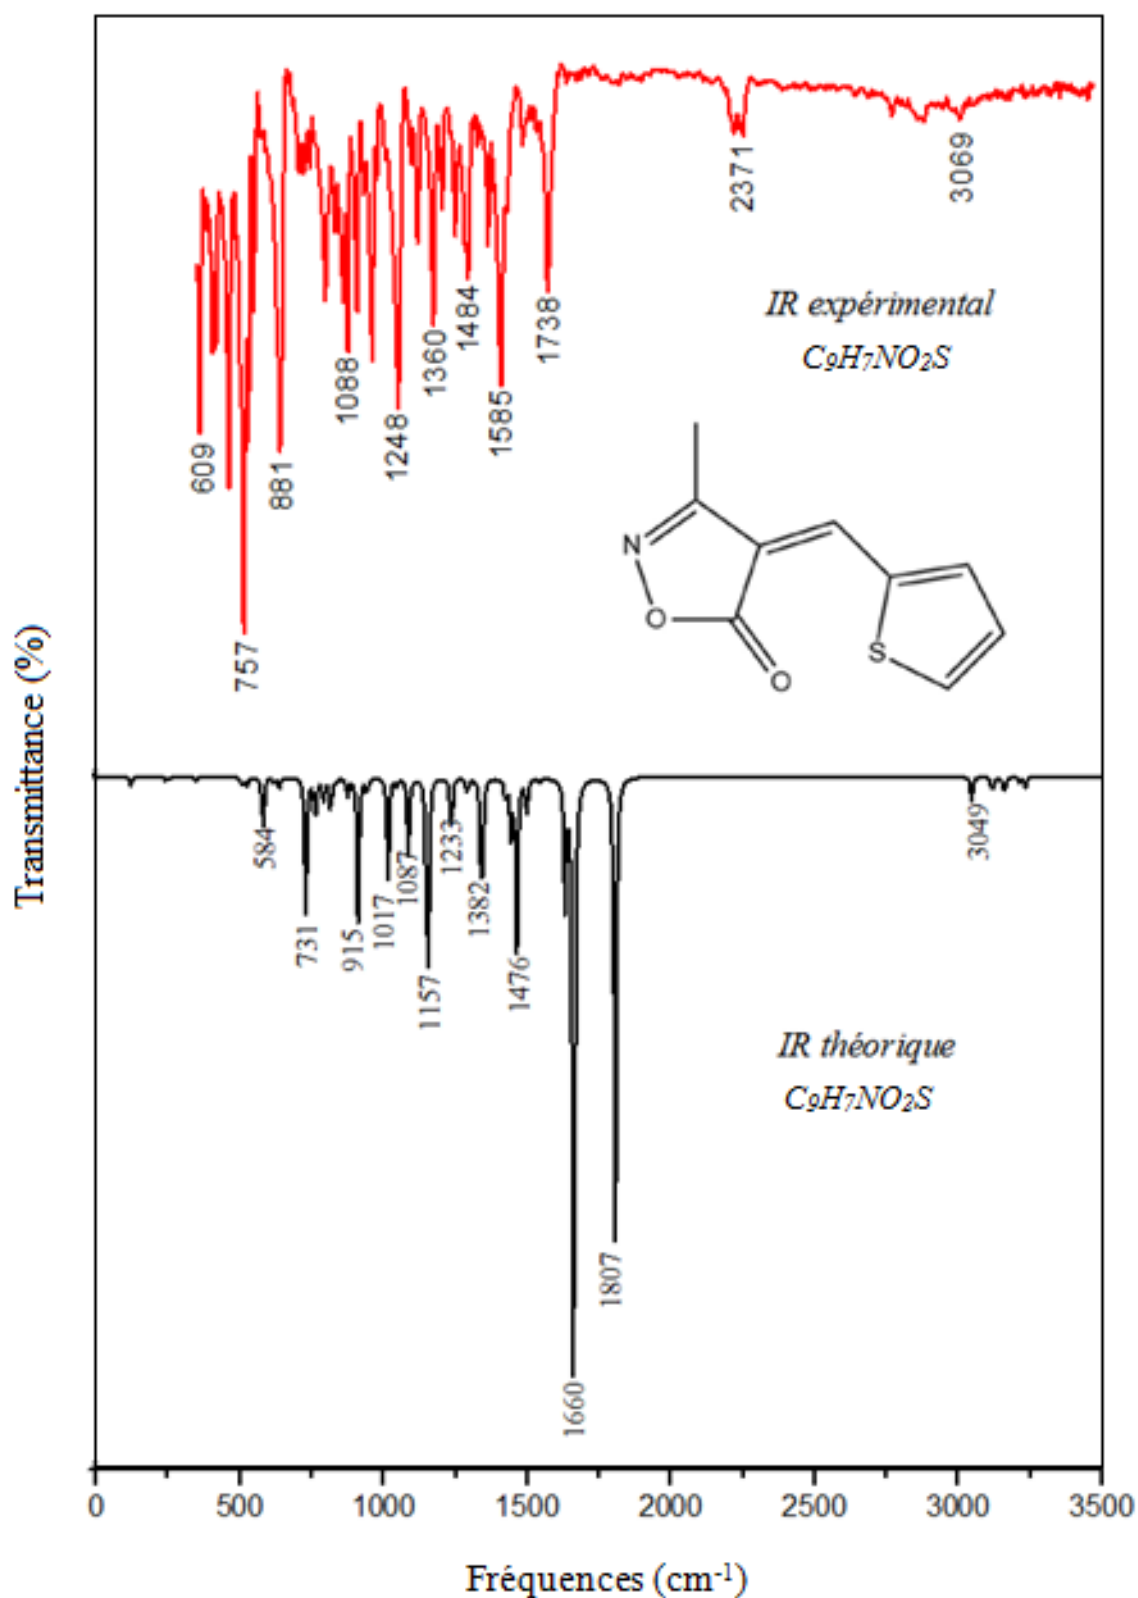 2371
3069
IR expérimental
C₉H₇NO₂S
609
881
1088
1248
1360
1484
1585
1738
757
N
O
O
S
Transmittance (%)
584
731
915
1017
1087
1157
1233
1382
1476
1660
1807
3049
IR théorique
C₉H₇NO₂S
0 500 1000 1500 2000 2500 3000 3500
Fréquences (cm⁻¹)